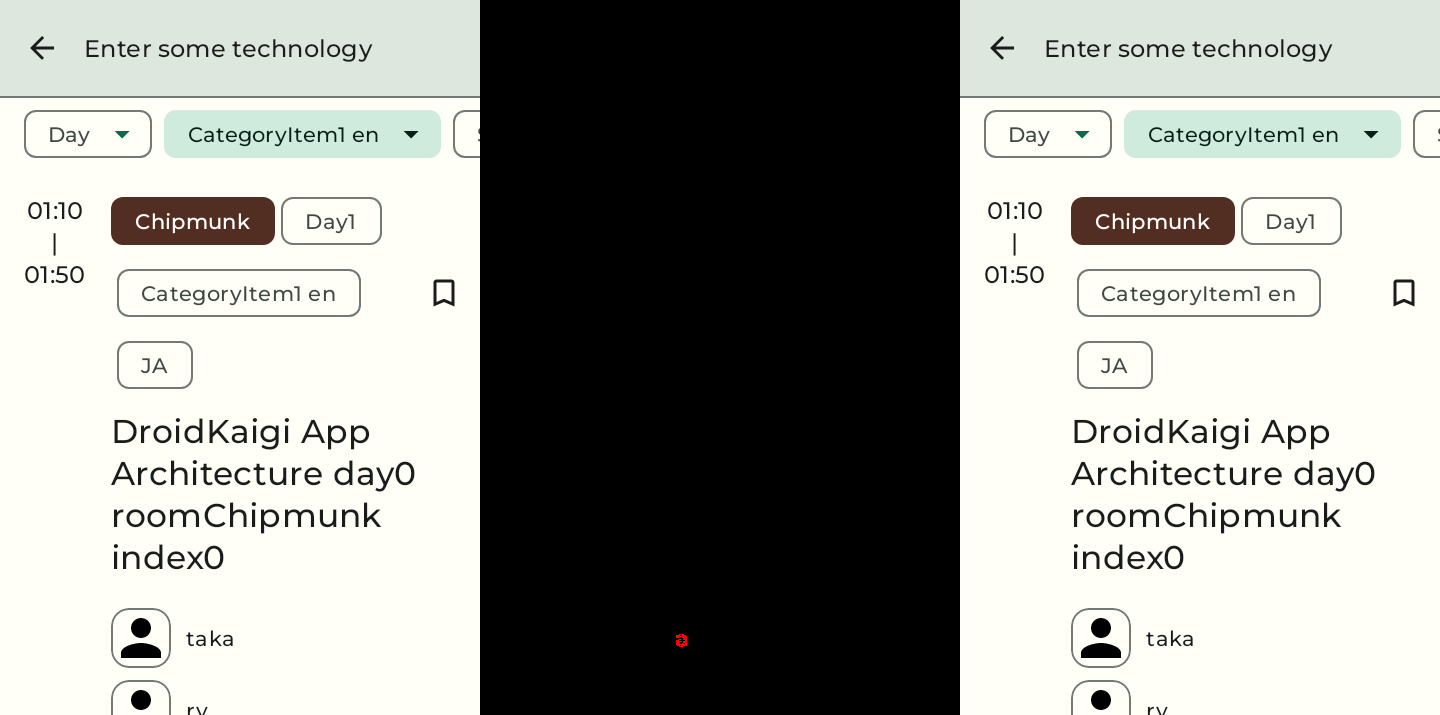 Enter some technology
Day CategoryItem1 en
01:10
|
01:50
Chipmunk Day1
CategoryItem1 en
JA
DroidKaigi App
Architecture day0
roomChipmunk
index0
taka
ry
Enter some technology
Day CategoryItem1 en
01:10
|
01:50
Chipmunk Day1
CategoryItem1 en
JA
DroidKaigi App
Architecture day0
roomChipmunk
index0
taka
ry